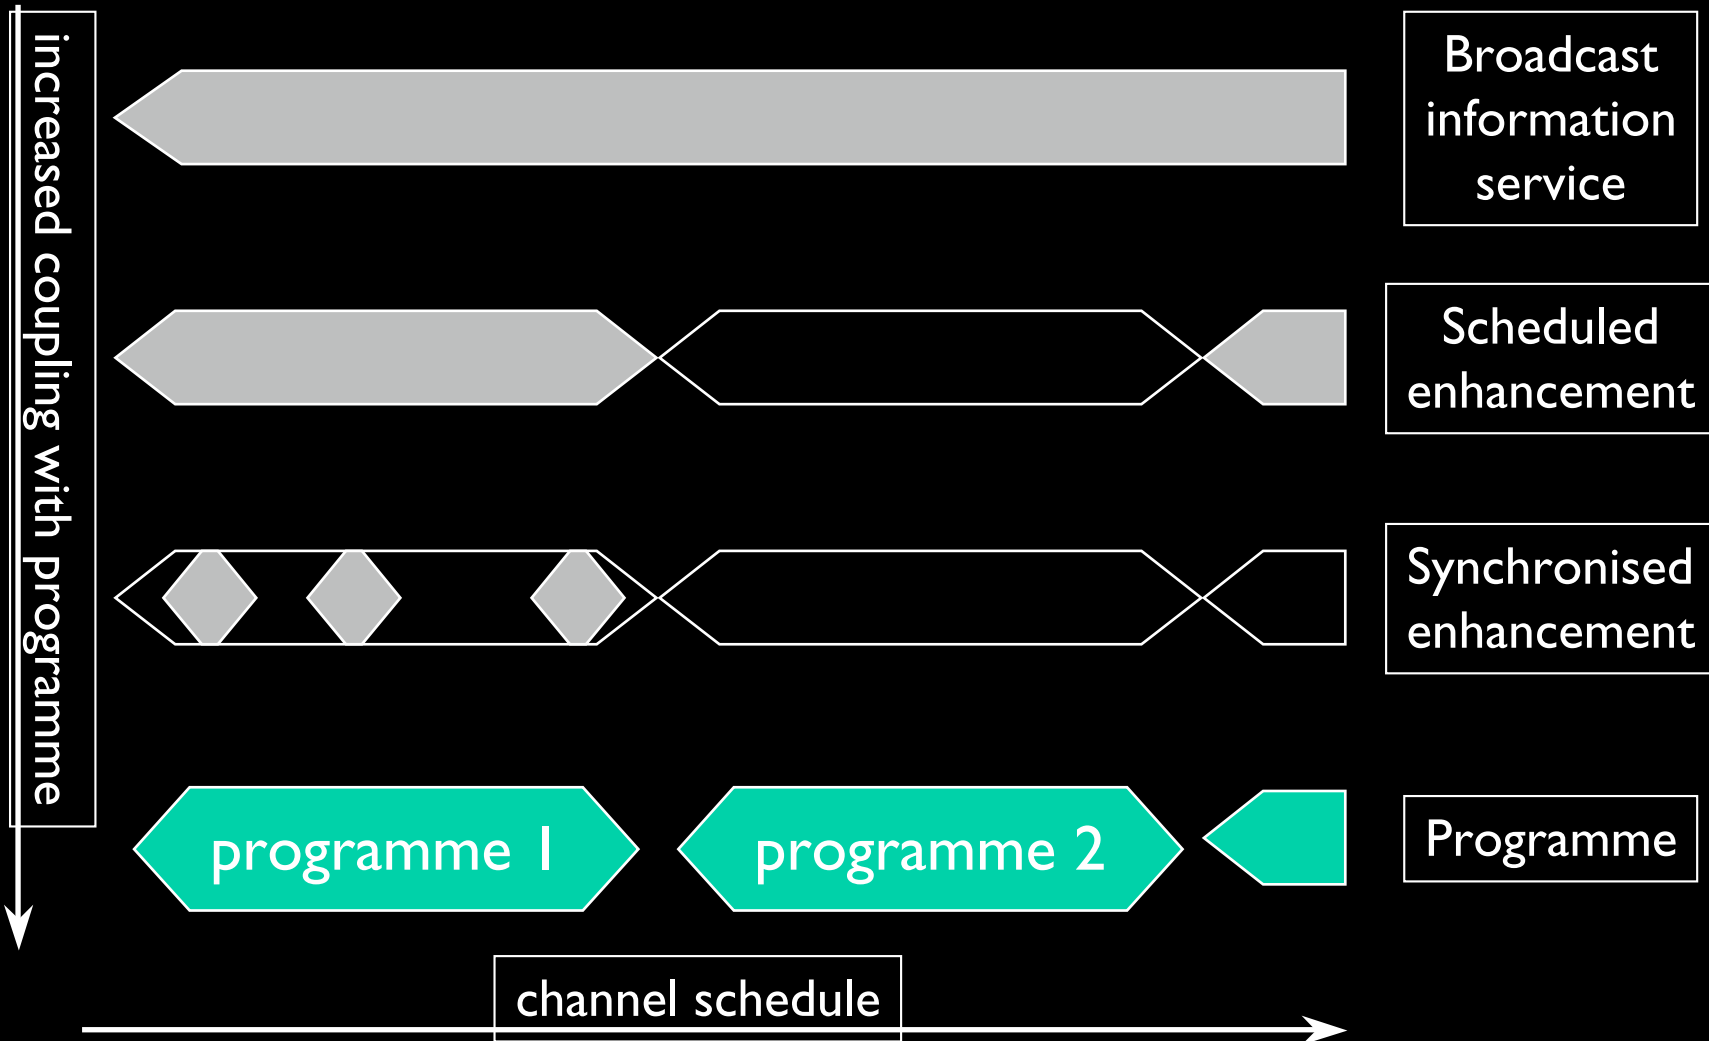 increased coupling with programme
Broadcast
information
service
Scheduled
enhancement
Synchronised
enhancement
programme 1
programme 2
Programme
channel schedule